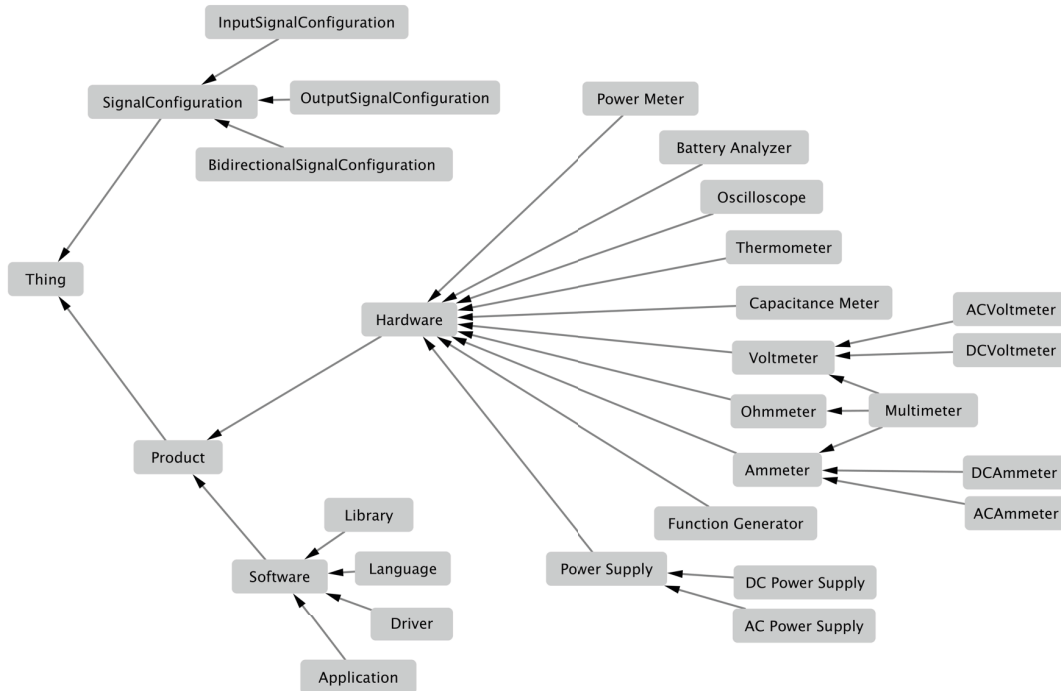 InputSignalConfiguration
SignalConfiguration
OutputSignalConfiguration
BidirectionalSignalConfiguration
Power Meter
Battery Analyzer
Oscilloscope
Thermometer
Thing
Capacitance Meter
ACVoltmeter
Hardware
Voltmeter
DCVoltmeter
Ohmmeter
Multimeter
Product
Ammeter
DCAmmeter
ACAmmeter
Library
Function Generator
Software
Language
Power Supply
DC Power Supply
Driver
AC Power Supply
Application